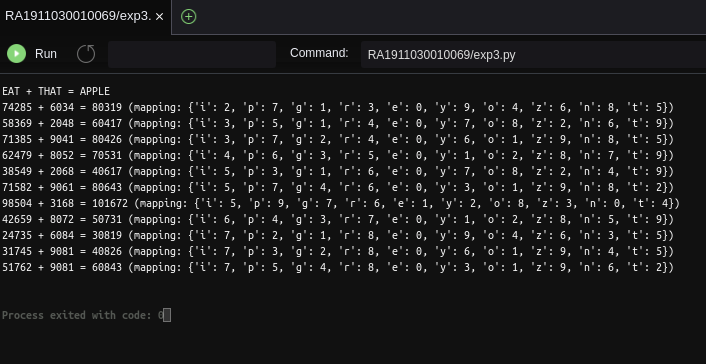 RA1911030010069/exp3. ×
Run
Command: RA1911030010069/exp3.py
EAT + THAT = APPLE
74285 + 6034 = 80319 (mapping: {'i': 2, 'p': 7, 'g': 1, 'r': 3, 'e': 0, 'y': 9, 'o': 4, 'z': 6, 'n': 8, 't': 5})
58369 + 2048 = 60417 (mapping: {'i': 3, 'p': 5, 'g': 1, 'r': 4, 'e': 0, 'y': 7, 'o': 8, 'z': 2, 'n': 6, 't': 9})
71385 + 9041 = 80426 (mapping: {'i': 3, 'p': 7, 'g': 2, 'r': 4, 'e': 0, 'y': 6, 'o': 1, 'z': 9, 'n': 8, 't': 5})
62479 + 8052 = 70531 (mapping: {'i': 4, 'p': 6, 'g': 3, 'r': 5, 'e': 0, 'y': 1, 'o': 2, 'z': 8, 'n': 7, 't': 9})
38549 + 2068 = 40617 (mapping: {'i': 5, 'p': 3, 'g': 1, 'r': 6, 'e': 0, 'y': 7, 'o': 8, 'z': 2, 'n': 4, 't': 9})
71582 + 9061 = 80643 (mapping: {'i': 5, 'p': 7, 'g': 4, 'r': 6, 'e': 0, 'y': 3, 'o': 1, 'z': 9, 'n': 8, 't': 2})
98504 + 3168 = 101672 (mapping: {'i': 5, 'p': 9, 'g': 7, 'r': 6, 'e': 1, 'y': 2, 'o': 8, 'z': 3, 'n': 0, 't': 4})
42659 + 8072 = 50731 (mapping: {'i': 6, 'p': 4, 'g': 3, 'r': 7, 'e': 0, 'y': 1, 'o': 2, 'z': 8, 'n': 5, 't': 9})
24735 + 6084 = 30819 (mapping: {'i': 7, 'p': 2, 'g': 1, 'r': 8, 'e': 0, 'y': 9, 'o': 4, 'z': 6, 'n': 3, 't': 5})
31745 + 9081 = 40826 (mapping: {'i': 7, 'p': 3, 'g': 2, 'r': 8, 'e': 0, 'y': 6, 'o': 1, 'z': 9, 'n': 4, 't': 5})
51762 + 9081 = 60843 (mapping: {'i': 7, 'p': 5, 'g': 4, 'r': 8, 'e': 0, 'y': 3, 'o': 1, 'z': 9, 'n': 6, 't': 2})
Process exited with code: 0